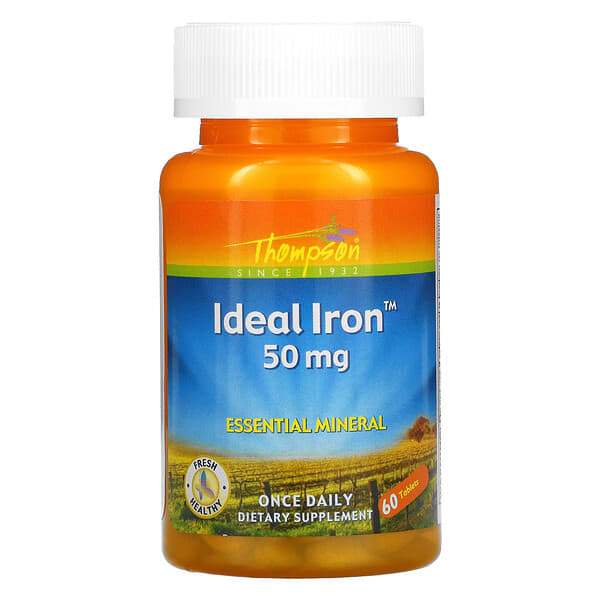 Thompson
SINCE 1932
Ideal Iron™
50 mg
ESSENTIAL MINERAL
FRESH
HEALTHY
ONCE DAILY
DIETARY SUPPLEMENT
60 Tablets